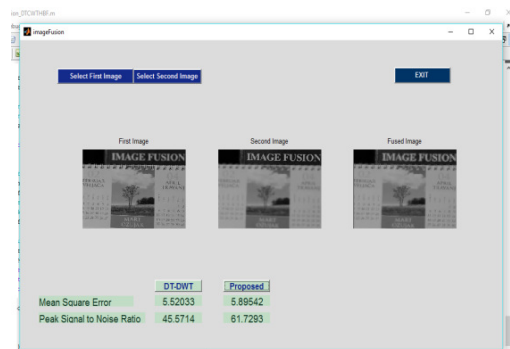 ion_DTCWTHBF.m
imageFusion
Select First Image Select Second Image EXIT
First Image Second Image Fused Image
IMAGE FUSION IMAGE FUSION IMAGE FUSION
DT-DWT Proposed
Mean Square Error 5.52033 5.89542
Peak Signal to Noise Ratio 45.5714 61.7293